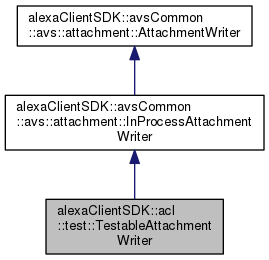 alexaClientSDK::avsCommon
::avs::attachment::AttachmentWriter
alexaClientSDK::avsCommon
::avs::attachment::InProcessAttachment
Writer
alexaClientSDK::acl
::test::TestableAttachment
Writer